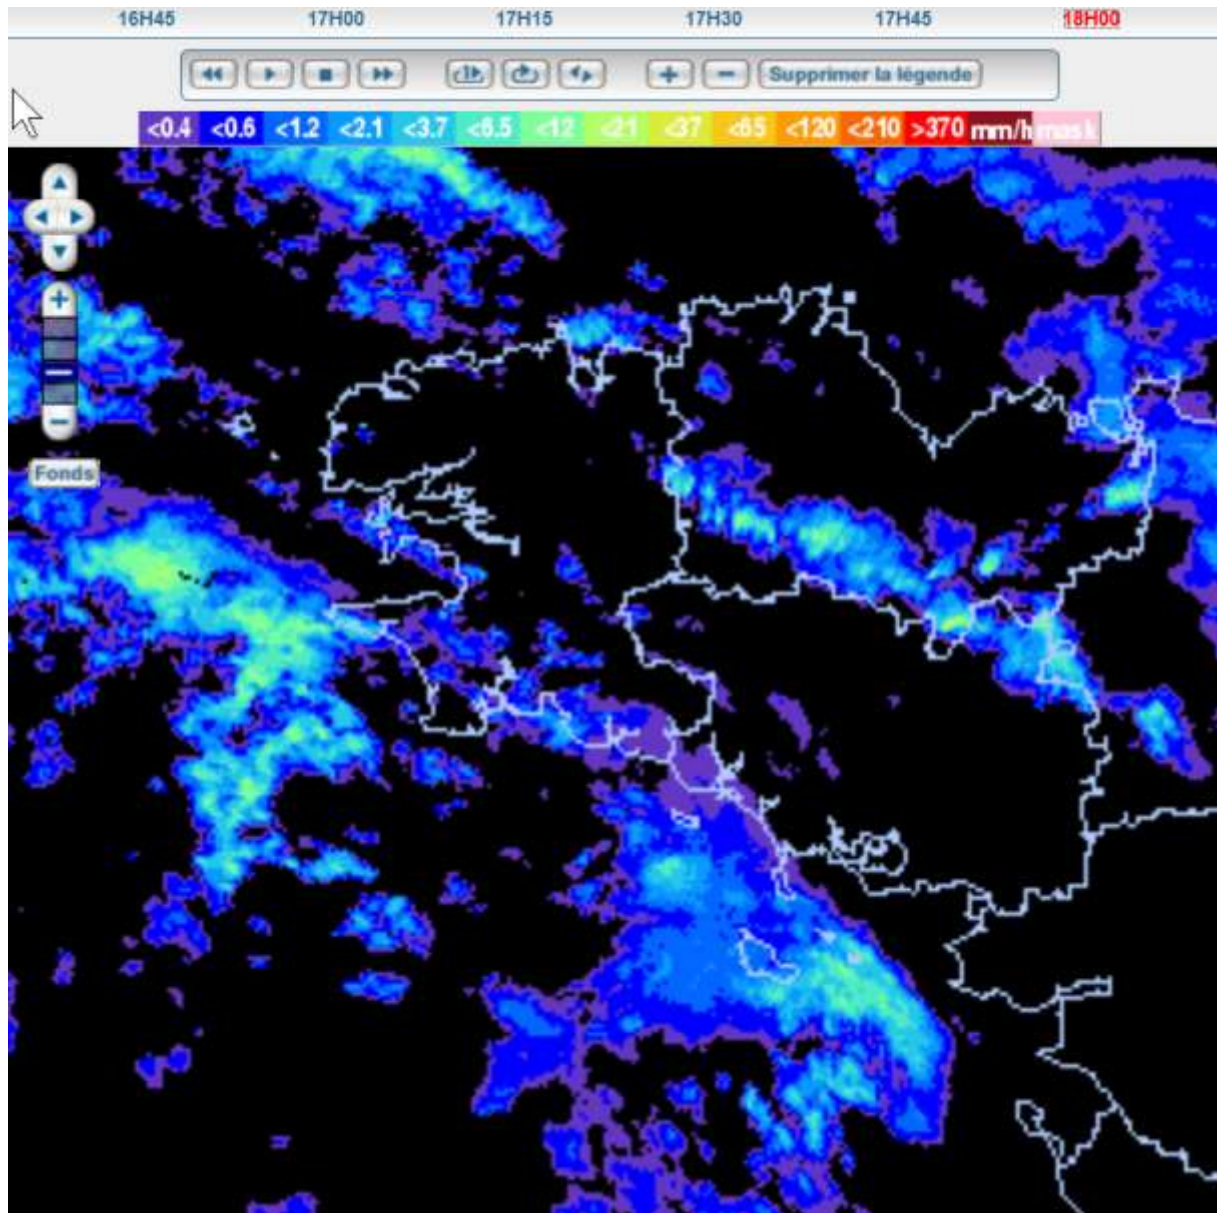 16H45 17H00 17H15 17H30 17H45 18H00
Supprimer la légende
<0.4 <0.6 <1.2 <2.1 <3.7 <6.5 <12 <21 <37 <65 <120 <210 >370 mm/h mask
Fonds